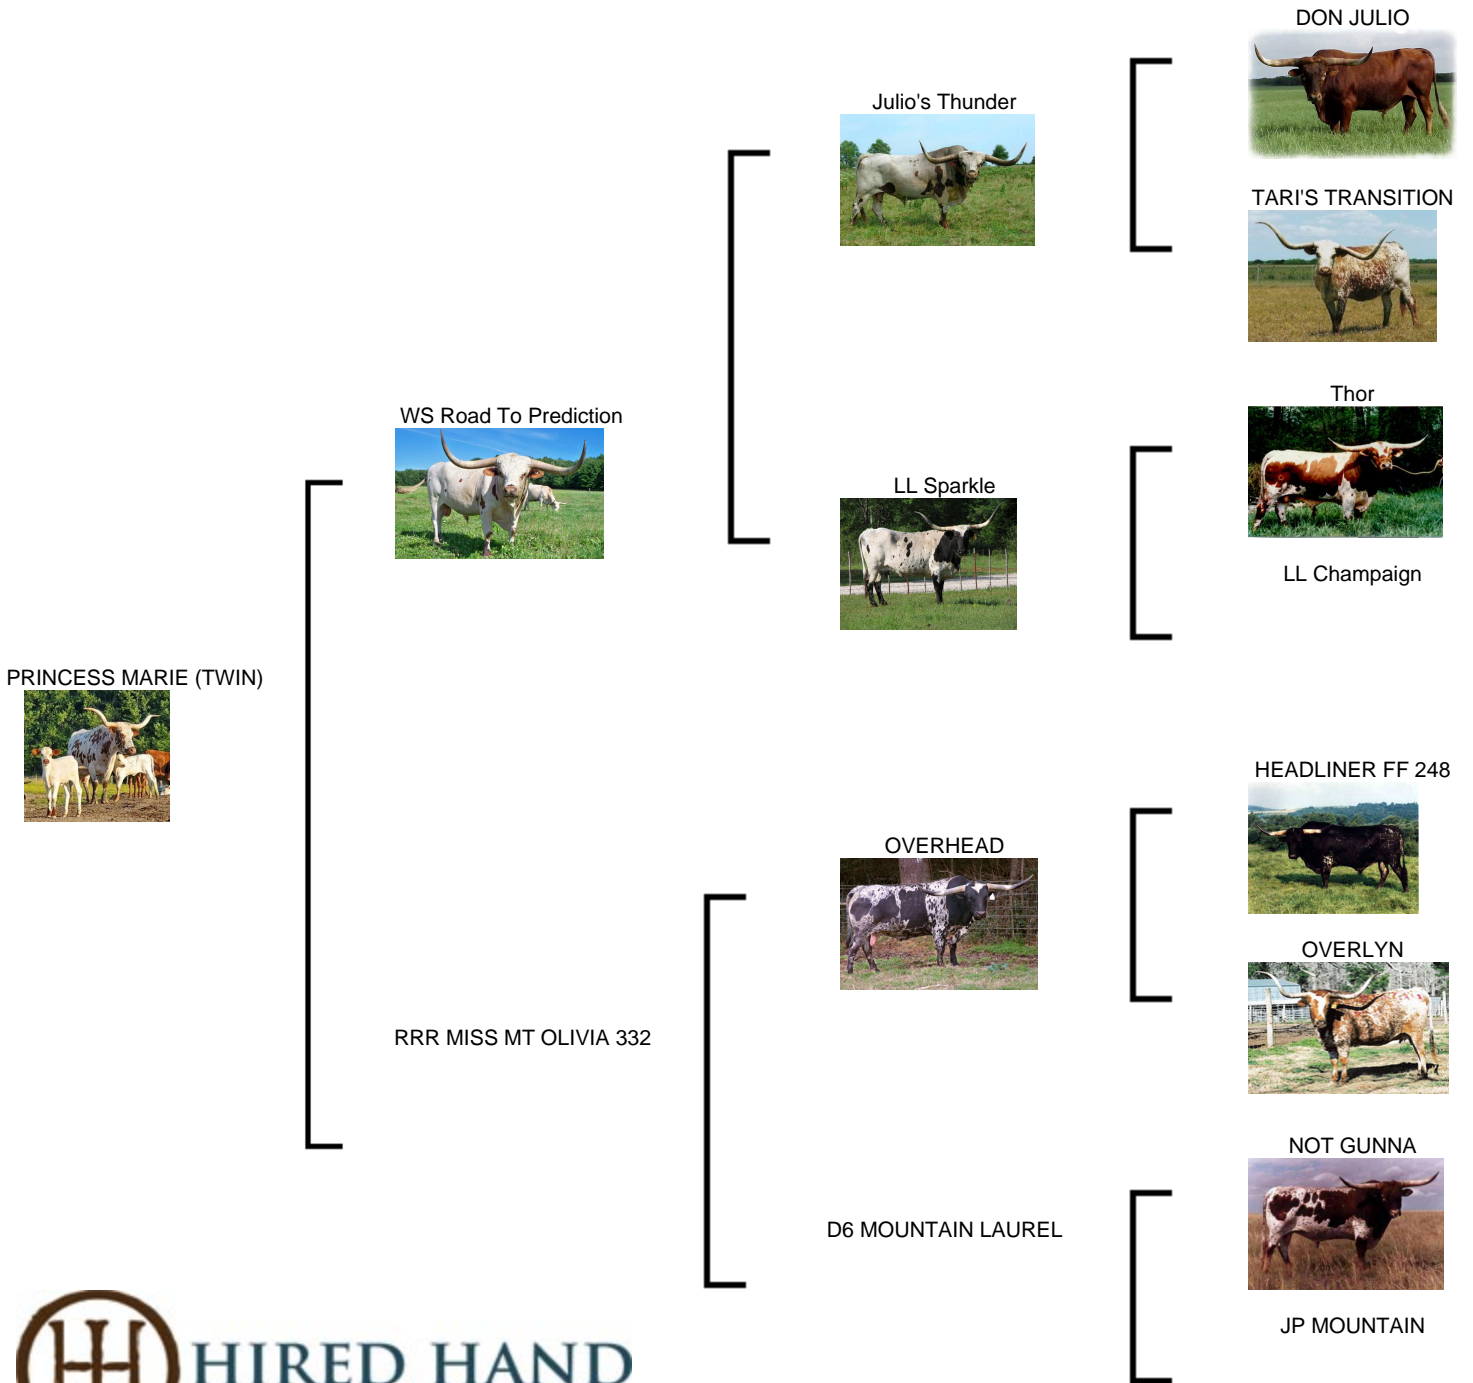 DON JULIO
Julio's Thunder
TARI'S TRANSITION
Thor
WS Road To Prediction
LL Sparkle
LL Champaign
PRINCESS MARIE (TWIN)
HEADLINER FF 248
OVERHEAD
OVERLYN
RRR MISS MT OLIVIA 332
NOT GUNNA
D6 MOUNTAIN LAUREL
JP MOUNTAIN
HIRED HAND